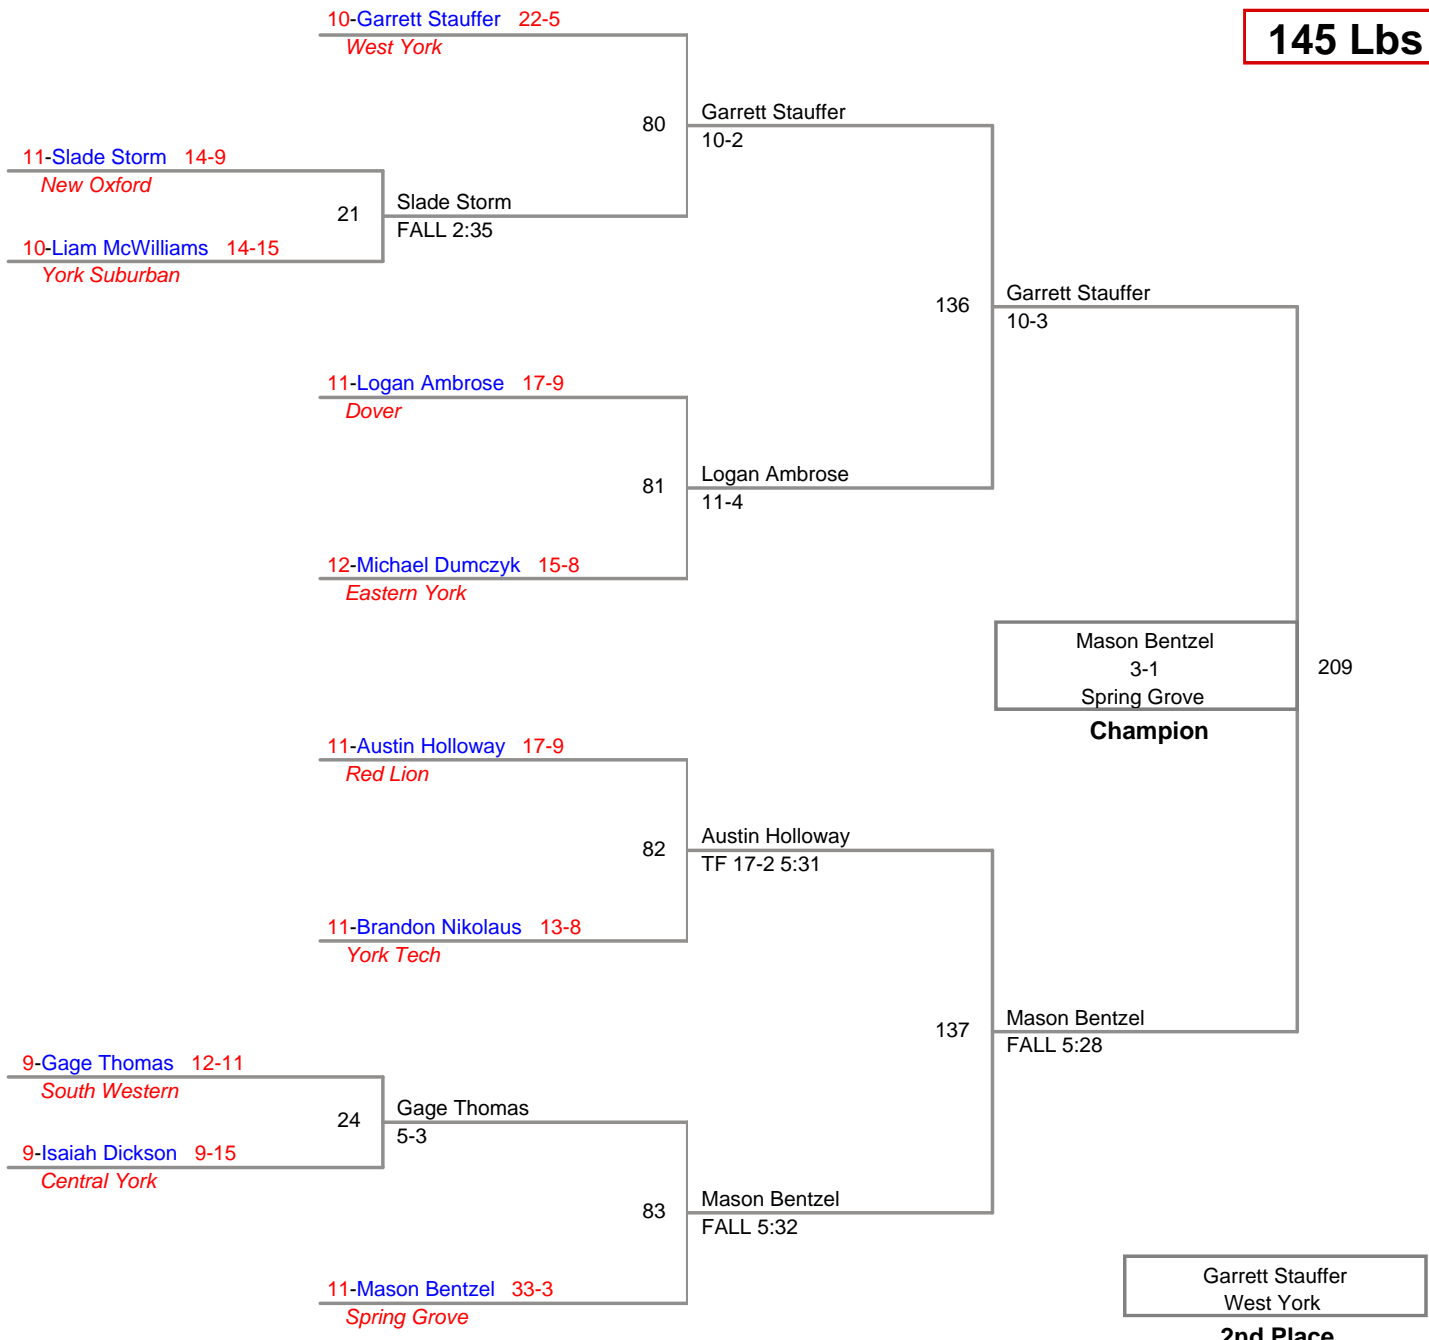 10-Garrett Stauffer 22-5
West York
145 Lbs
80
Garrett Stauffer
10-2
11-Slade Storm 14-9
New Oxford
21
Slade Storm
FALL 2:35
10-Liam McWilliams 14-15
York Suburban
136
Garrett Stauffer
10-3
11-Logan Ambrose 17-9
Dover
81
Logan Ambrose
11-4
12-Michael Dumczyk 15-8
Eastern York
Mason Bentzel
3-1
Spring Grove
209
Champion
11-Austin Holloway 17-9
Red Lion
82
Austin Holloway
TF 17-2 5:31
11-Brandon Nikolaus 13-8
York Tech
137
Mason Bentzel
FALL 5:28
9-Gage Thomas 12-11
South Western
24
Gage Thomas
5-3
9-Isaiah Dickson 9-15
Central York
83
Mason Bentzel
FALL 5:32
11-Mason Bentzel 33-3
Spring Grove
Garrett Stauffer
West York
2nd Place